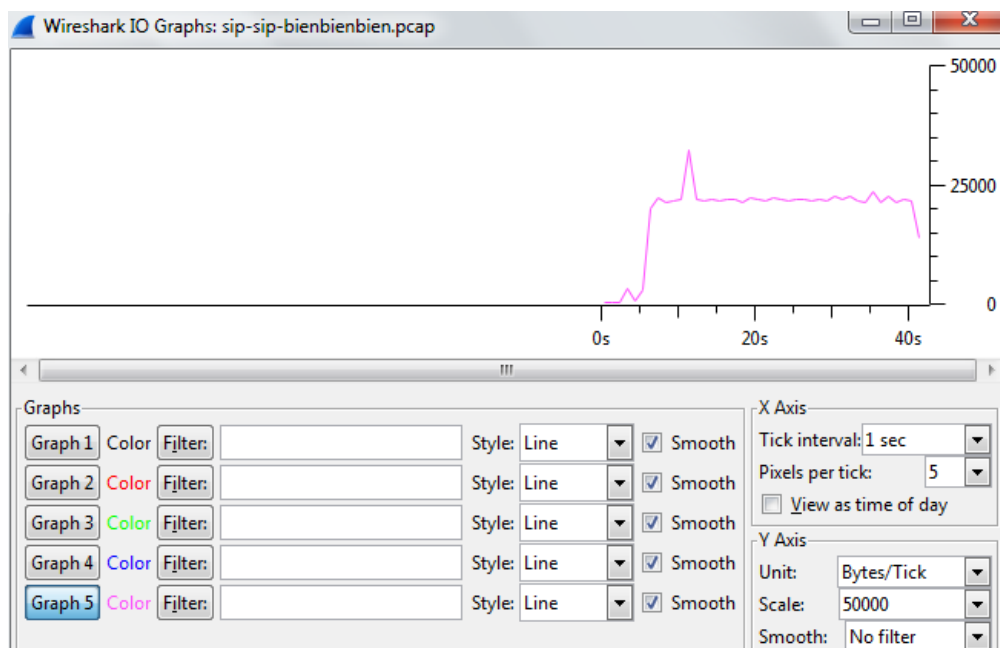 Wireshark IO Graphs: sip-sip-bienbienbien.pcap
50000
25000
0
0s 20s 40s
Graphs
Graph 1 Color Filter: Style: Line Smooth
Graph 2 Color Filter: Style: Line Smooth
Graph 3 Color Filter: Style: Line Smooth
Graph 4 Color Filter: Style: Line Smooth
Graph 5 Color Filter: Style: Line Smooth
X Axis
Tick interval: 1 sec
Pixels per tick: 5
View as time of day
Y Axis
Unit: Bytes/Tick
Scale: 50000
Smooth: No filter